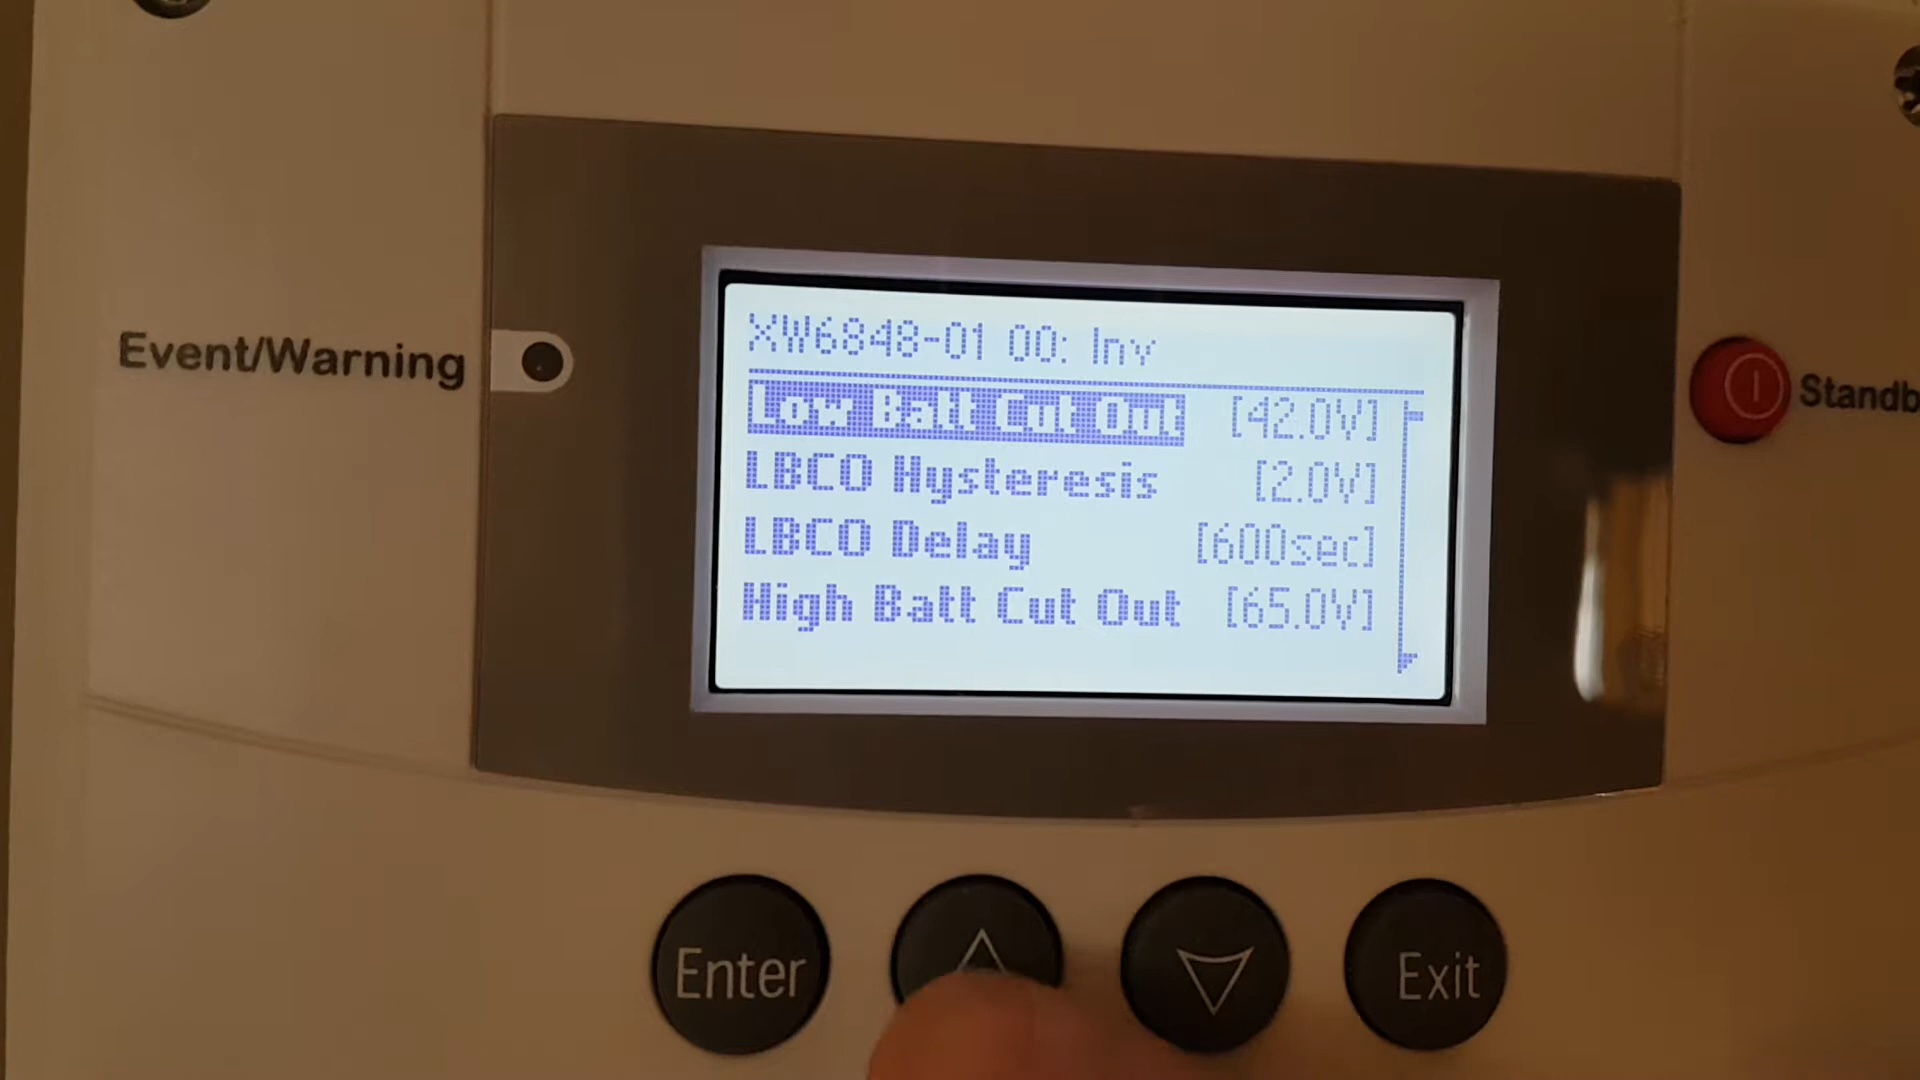 XW6848-01 00: Inv
Event/Warning
Low Batt Cut Out [42.0V]
Standb
LBCO Hysteresis [2.0V]
LBCO Delay [600sec]
High Batt Cut Out [65.0V]
Enter
Exit